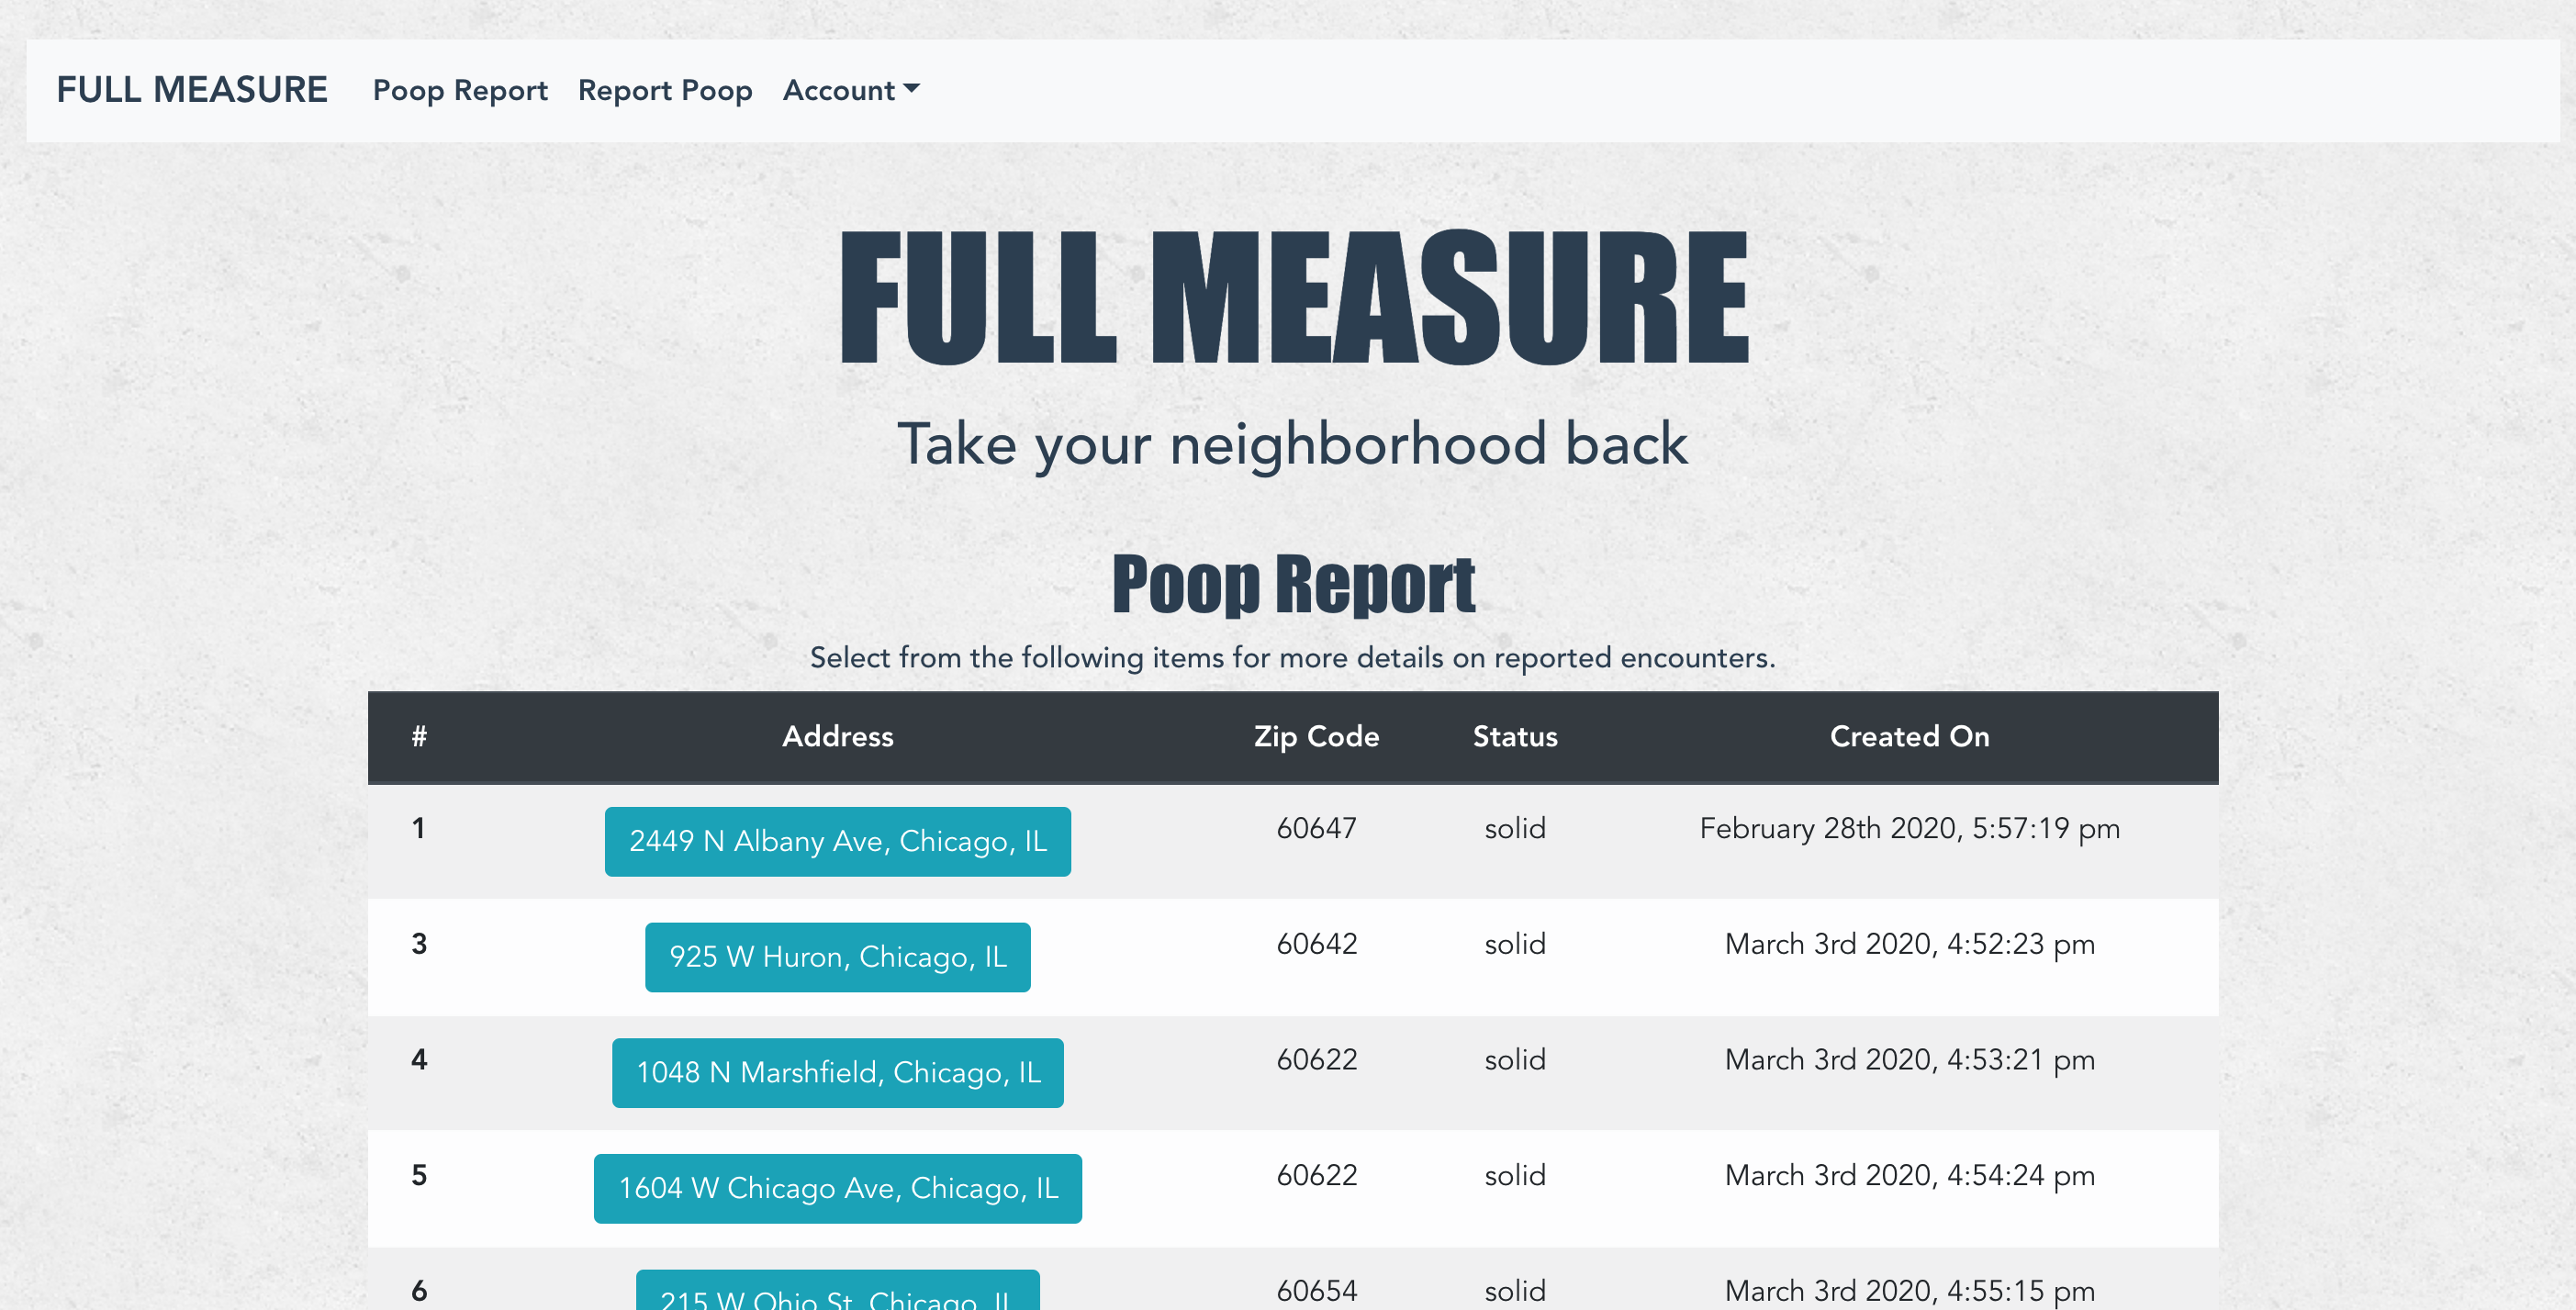 FULL MEASURE Poop Report Report Poop Account
FULL MEASURE
Take your neighborhood back
Poop Report
Select from the following items for more details on reported encounters.
# Address Zip Code Status Created On
1 2449 N Albany Ave, Chicago, IL 60647 solid February 28th 2020, 5:57:19 pm
3 925 W Huron, Chicago, IL 60642 solid March 3rd 2020, 4:52:23 pm
4 1048 N Marshfield, Chicago, IL 60622 solid March 3rd 2020, 4:53:21 pm
5 1604 W Chicago Ave, Chicago, IL 60622 solid March 3rd 2020, 4:54:24 pm
6 215 W Ohio St, Chicago, IL 60654 solid March 3rd 2020, 4:55:15 pm